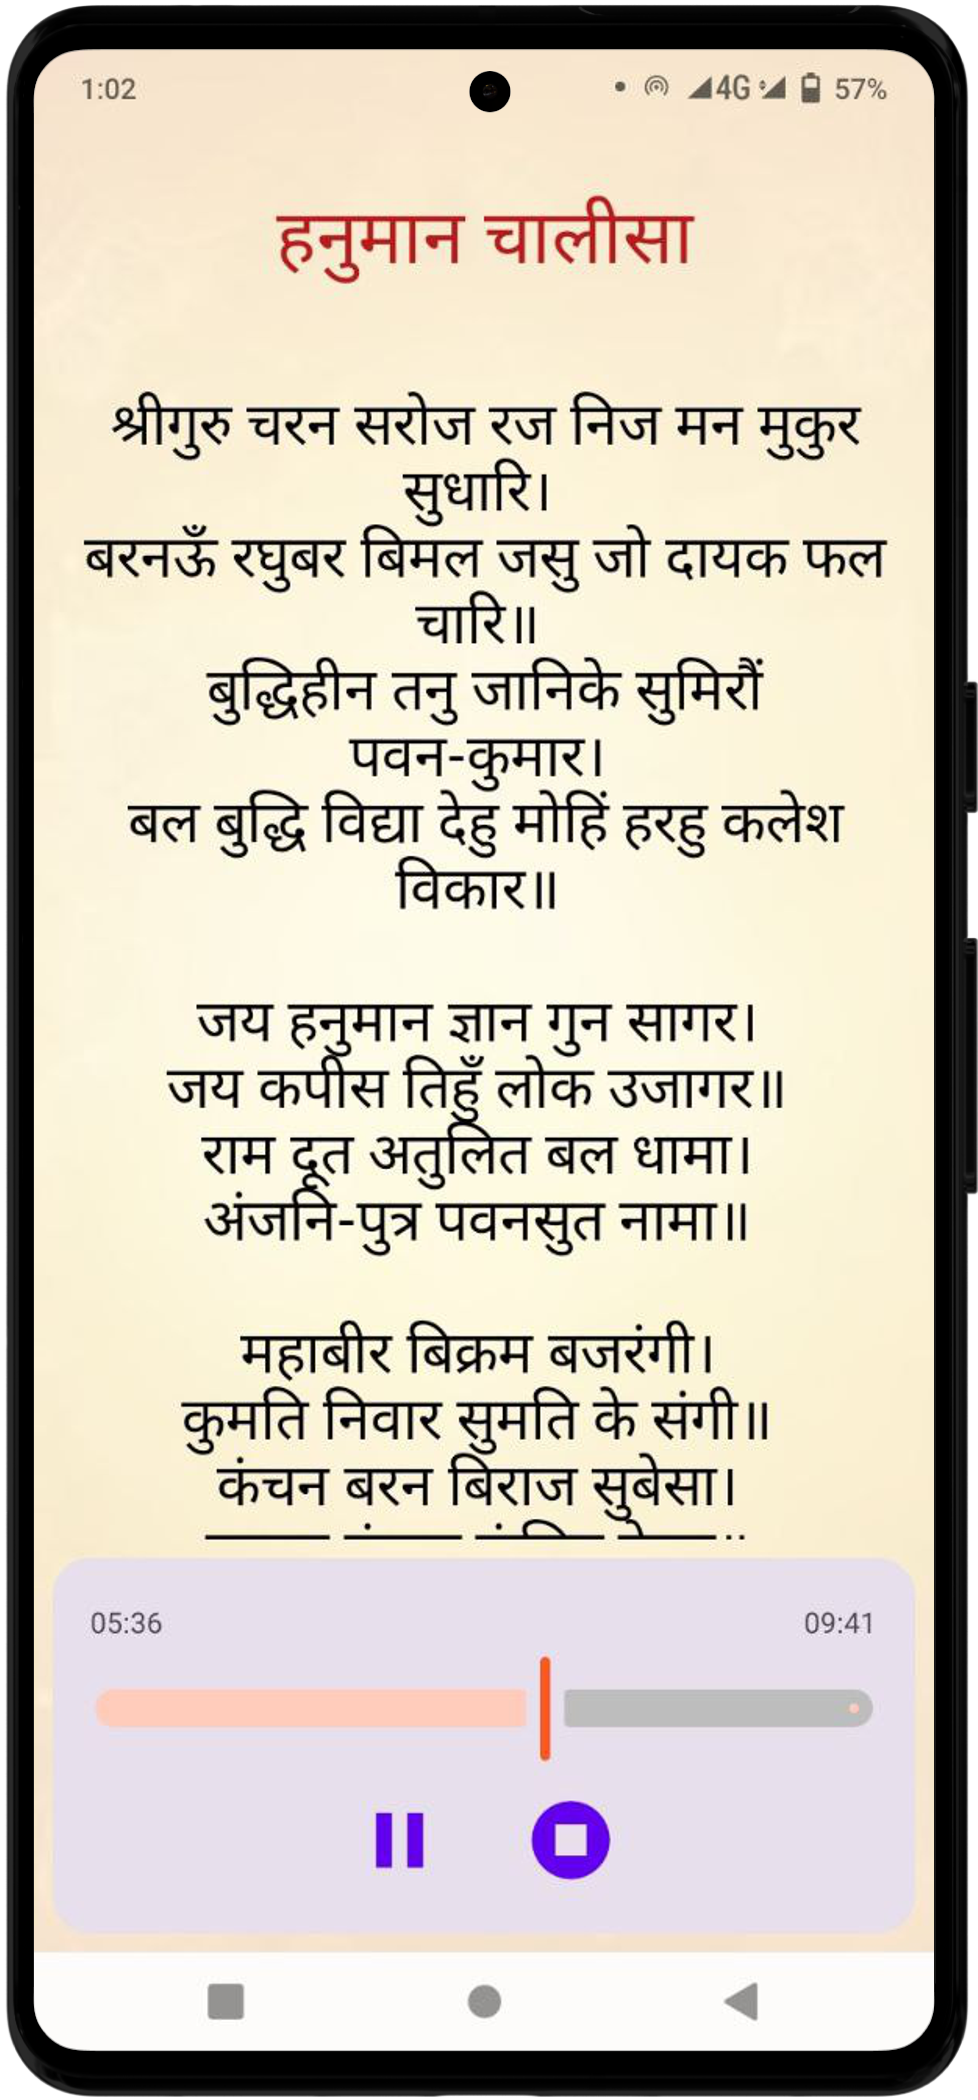 1:02 4G 57%
हनुमान चालीसा
श्रीगुरु चरन सरोज रज निज मन मुकुर
सुधारि।
बरनऊँ रघुबर बिमल जसु जो दायक फल
चारि॥
बुद्धिहीन तनु जानिके सुमिरौं
पवन-कुमार।
बल बुद्धि विद्या देहु मोहिं हरहु कलेश
विकार॥
जय हनुमान ज्ञान गुन सागर।
जय कपीस तिहुँ लोक उजागर॥
राम दूत अतुलित बल धामा।
अंजनि-पुत्र पवनसुत नामा॥
महाबीर बिक्रम बजरंगी।
कुमति निवार सुमति के संगी॥
कंचन बरन बिराज सुबेसा।
05:36 09:41